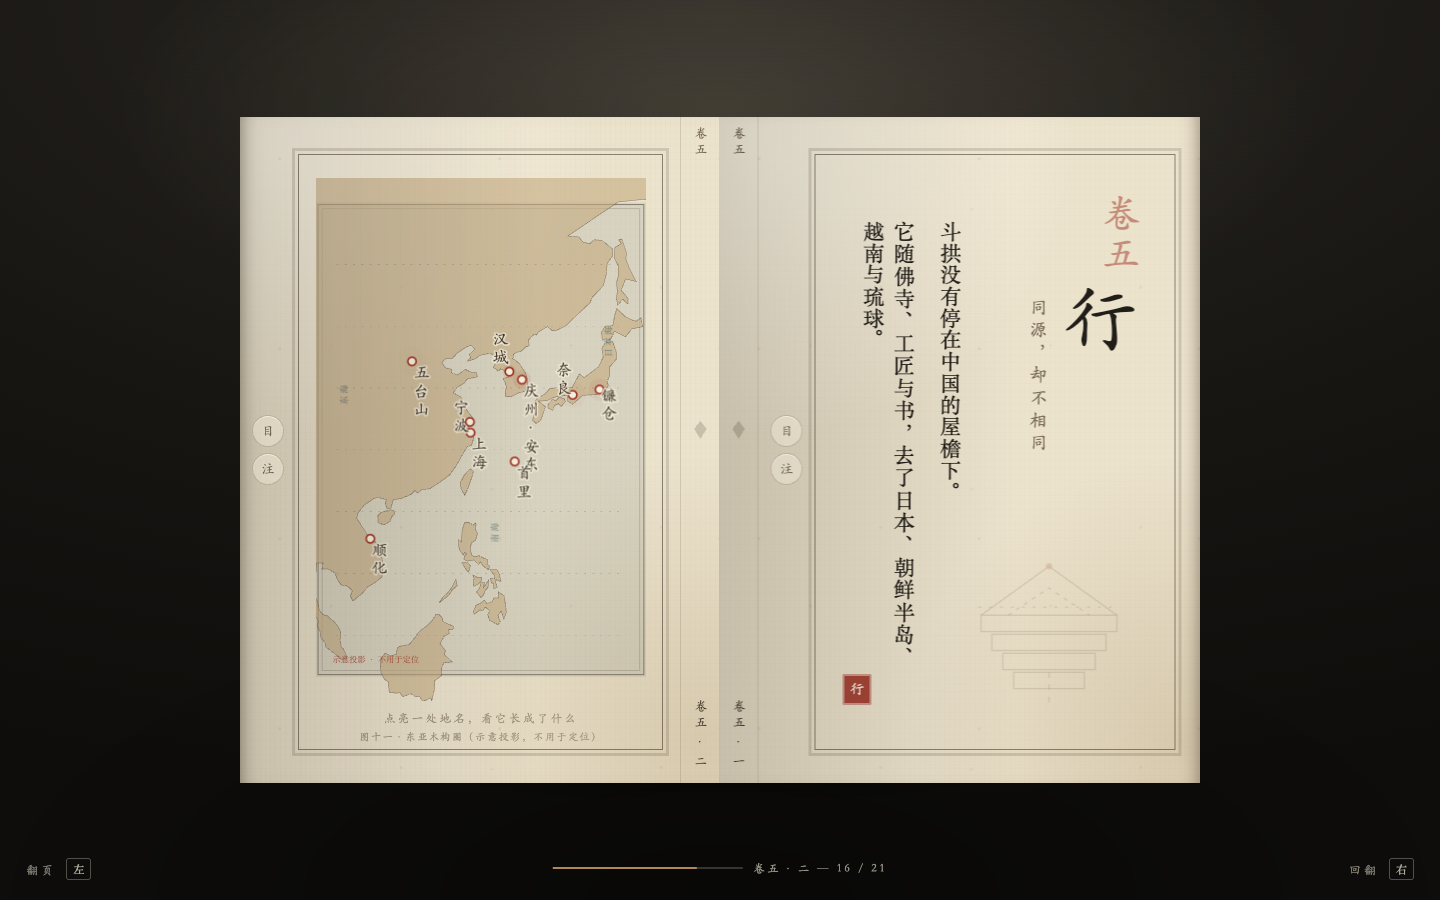 卷五
行
同源，却不相同
斗拱没有停在中国的屋檐下。
它随佛寺、工匠与书，去了日本、朝鲜半岛、
越南与琉球。
行
目
注
卷五
卷五·一
卷五
卷五·二
汉城
五台山
奈良
庆州·安东
镰仓
宁波
上海
首里
顺化
南海
示意投影 · 不用于定位
点亮一处地名，看它长成了什么
图十一·东亚木构圈（示意投影，不用于定位）
目
注
翻页 左
卷五 · 二 — 16 / 21
回翻 右